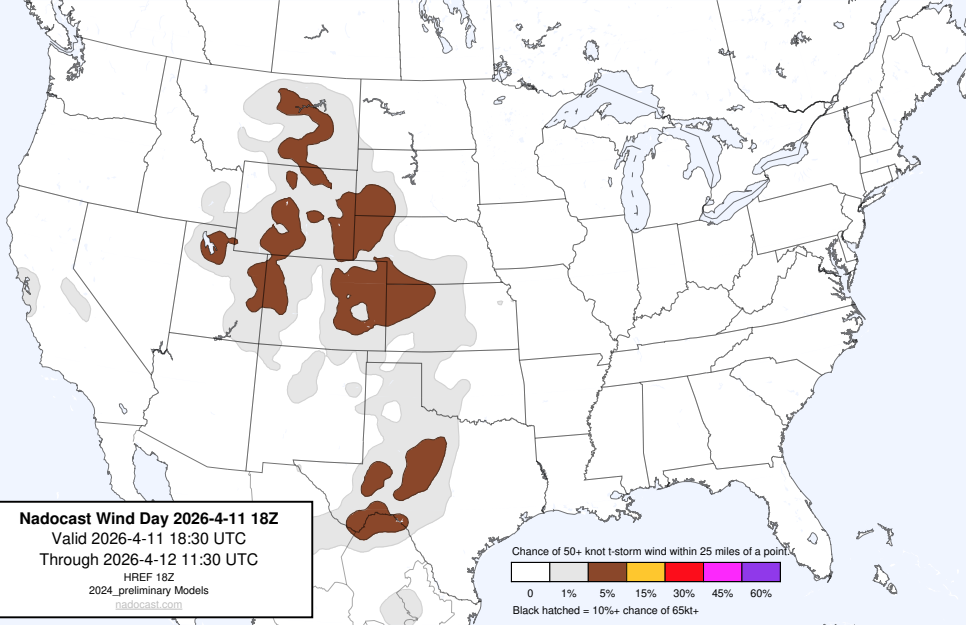 Nadocast Wind Day 2026-4-11 18Z
Valid 2026-4-11 18:30 UTC
Through 2026-4-12 11:30 UTC
HREF 18Z
2024_preliminary Models
nadocast.com
Chance of 50+ knot t-storm wind within 25 miles of a point.
0 1% 5% 15% 30% 45% 60%
Black hatched = 10%+ chance of 65kt+